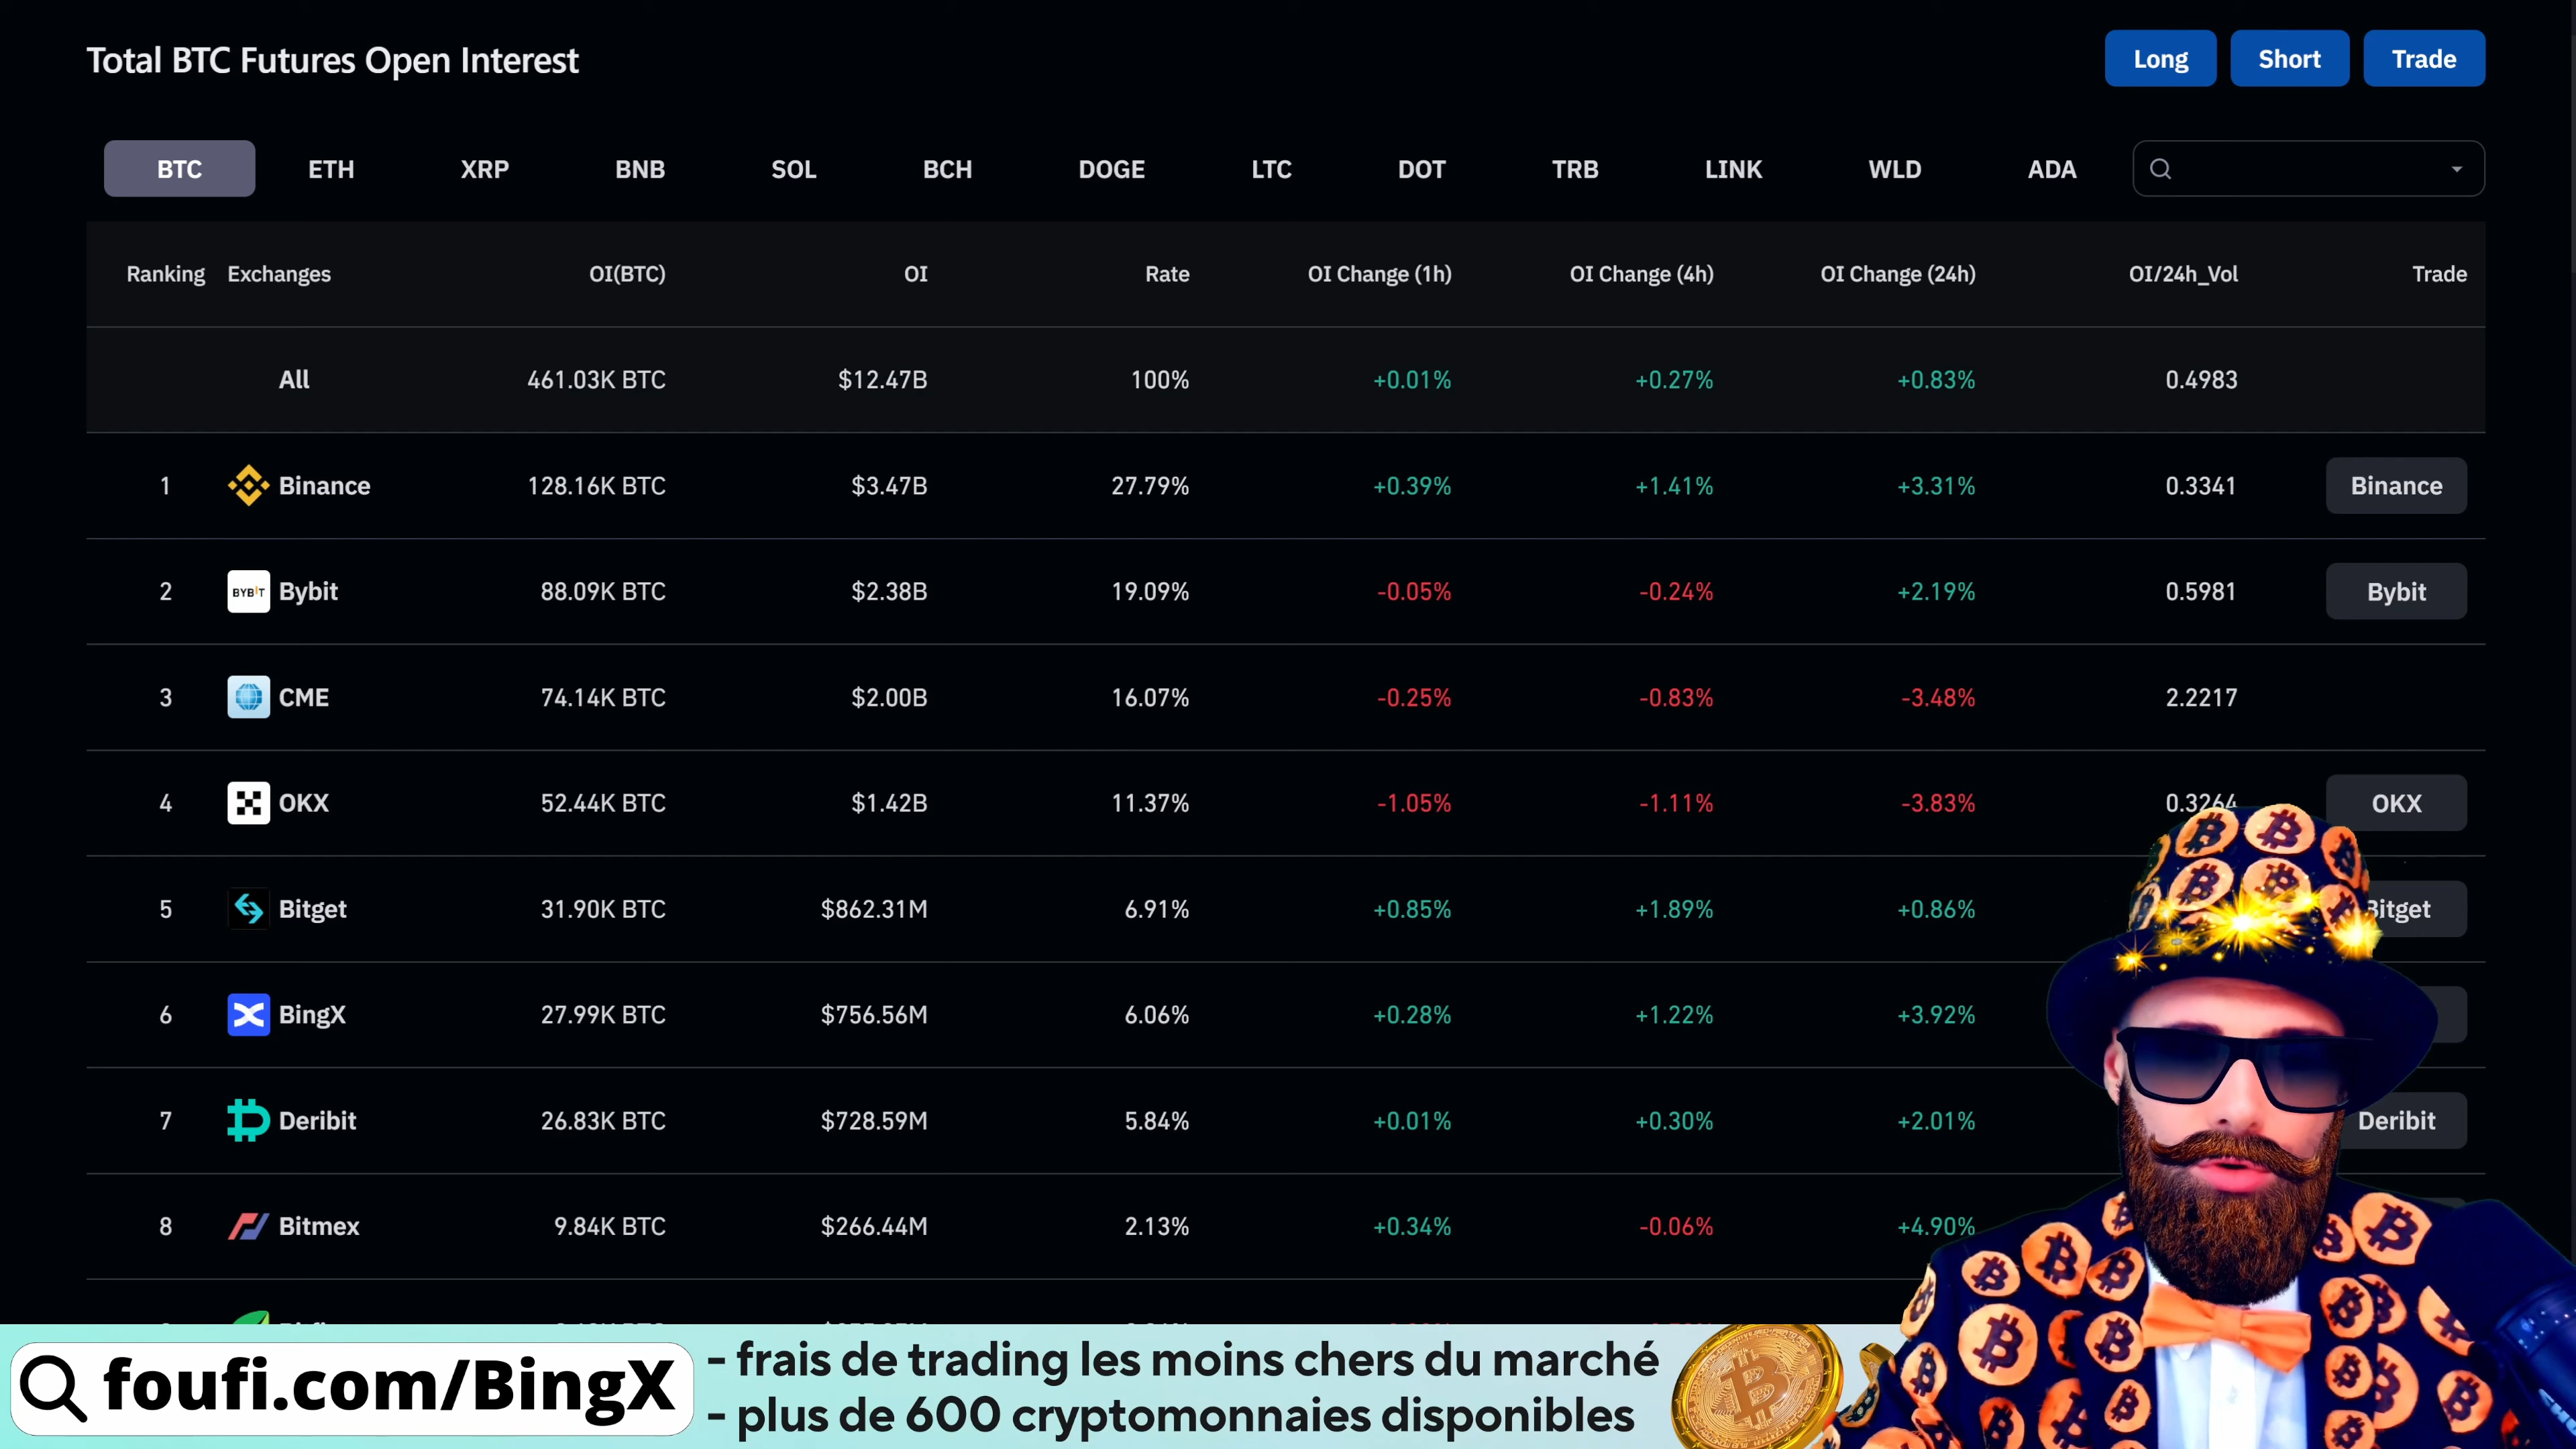 Total BTC Futures Open Interest
Long Short Trade
BTC ETH XRP BNB SOL BCH DOGE LTC DOT TRB LINK WLD ADA
Ranking Exchanges OI(BTC) OI Rate OI Change (1h) OI Change (4h) OI Change (24h) OI/24h_Vol Trade
All 461.03K BTC $12.47B 100% +0.01% +0.27% +0.83% 0.4983
1 Binance 128.16K BTC $3.47B 27.79% +0.39% +1.41% +3.31% 0.3341 Binance
2 BYBIT Bybit 88.09K BTC $2.38B 19.09% -0.05% -0.24% +2.19% 0.5981 Bybit
3 CME 74.14K BTC $2.00B 16.07% -0.25% -0.83% -3.48% 2.2217
4 OKX 52.44K BTC $1.42B 11.37% -1.05% -1.11% -3.83% 0.3264 OKX
5 Bitget 31.90K BTC $862.31M 6.91% +0.85% +1.89% +0.86% Bitget
6 BingX 27.99K BTC $756.56M 6.06% +0.28% +1.22% +3.92%
7 Deribit 26.83K BTC $728.59M 5.84% +0.01% +0.30% +2.01% Deribit
8 Bitmex 9.84K BTC $266.44M 2.13% +0.34% -0.06% +4.90%
foufi.com/BingX
- frais de trading les moins chers du marché
- plus de 600 cryptomonnaies disponibles